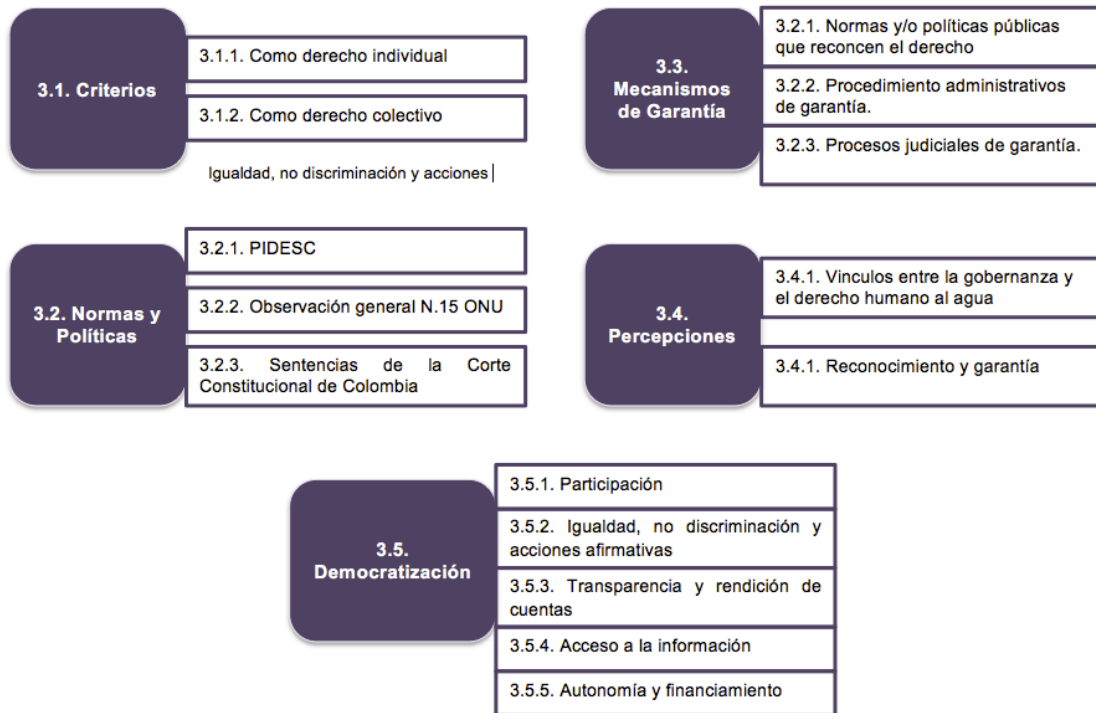 3.1. Criterios
3.1.1. Como derecho individual
3.1.2. Como derecho colectivo
Igualdad, no discriminación y acciones
3.3.
Mecanismos
de Garantía
3.2.1. Normas y/o políticas públicas
que reconcen el derecho
3.2.2. Procedimiento administrativos
de garantía.
3.2.3. Procesos judiciales de garantía.
3.2. Normas y
Políticas
3.2.1. PIDESC
3.2.2. Observación general N.15 ONU
3.2.3. Sentencias de la Corte
Constitucional de Colombia
3.4.
Percepciones
3.4.1. Vinculos entre la gobernanza y
el derecho humano al agua
3.4.1. Reconocimiento y garantía
3.5.
Democratización
3.5.1. Participación
3.5.2. Igualdad, no discriminación y
acciones afirmativas
3.5.3. Transparencia y rendición de
cuentas
3.5.4. Acceso a la información
3.5.5. Autonomía y financiamiento